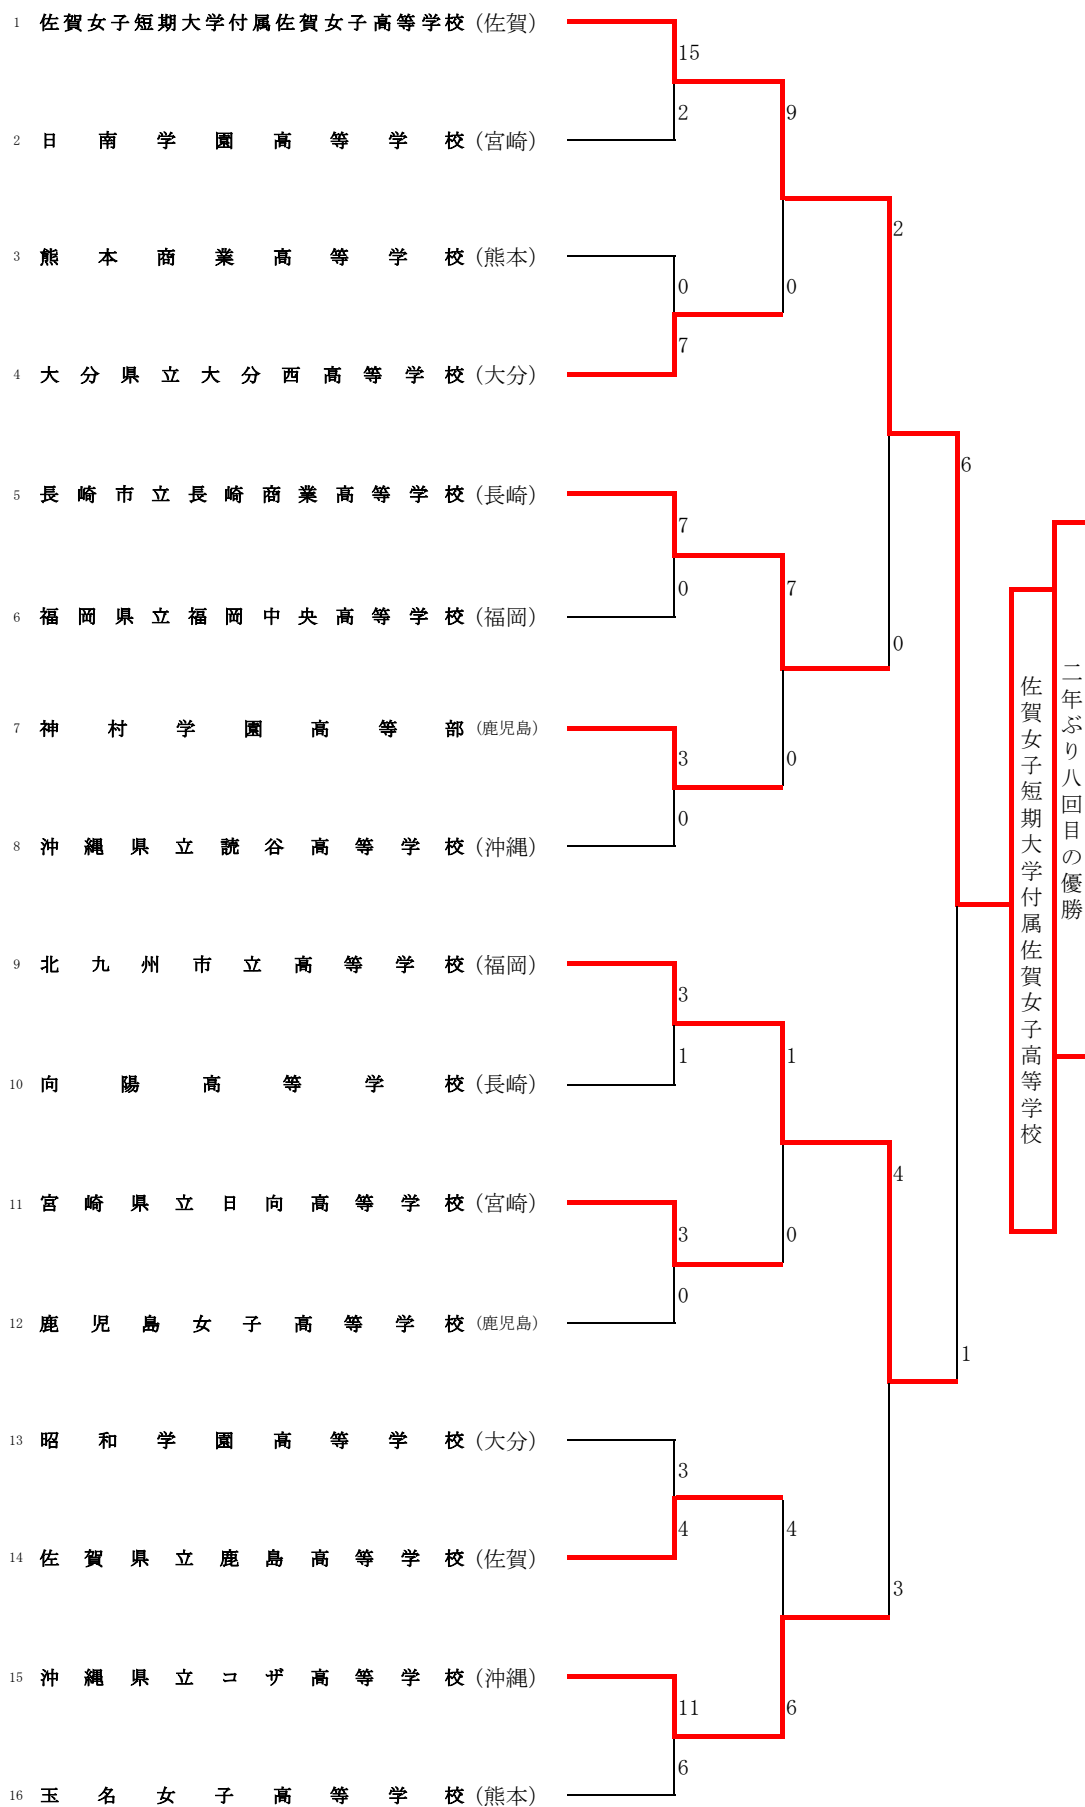 1 佐賀女子短期大学付属佐賀女子高等学校 (佐賀)
15
2
9
2 日南学園高等学校 (宮崎)
2
3 熊本商業高等学校 (熊本)
0
0
7
4 大分県立大分西高等学校 (大分)
6
5 長崎市立長崎商業高等学校 (長崎)
7
0
7
6 福岡県立福岡中央高等学校 (福岡)
0
7 神村学園高等部 (鹿児島)
3
0
0
8 沖縄県立読谷高等学校 (沖縄)
二年ぶり八回目の優勝
佐賀女子短期大学付属佐賀女子高等学校
9 北九州市立高等学校 (福岡)
3
1
1
10 向陽高等学校 (長崎)
4
11 宮崎県立日向高等学校 (宮崎)
3
0
0
12 鹿児島女子高等学校 (鹿児島)
1
13 昭和学園高等学校 (大分)
3
4
4
14 佐賀県立鹿島高等学校 (佐賀)
3
15 沖縄県立コザ高等学校 (沖縄)
11
6
6
16 玉名女子高等学校 (熊本)